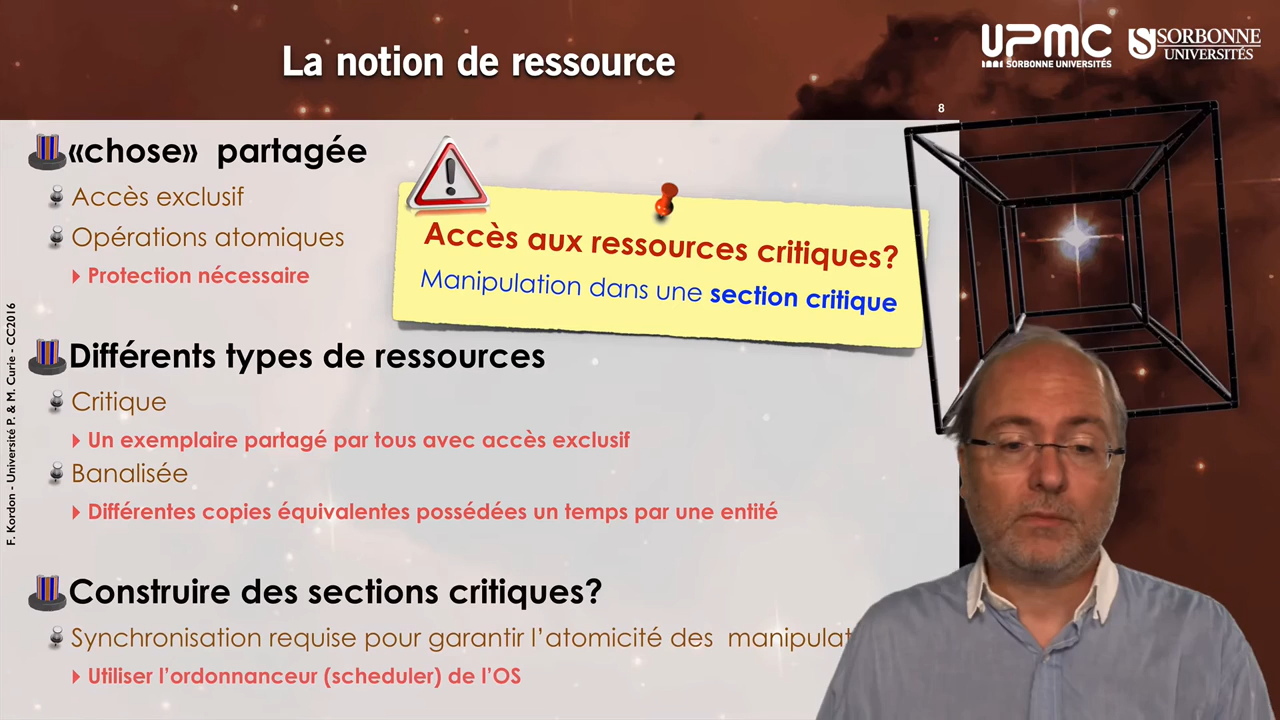 La notion de ressource
UPMC
SORBONNE UNIVERSITÉS
SORBONNE
UNIVERSITÉS
8
«chose» partagée
Accès exclusif
Opérations atomiques
Protection nécessaire
Accès aux ressources critiques?
Manipulation dans une section critique
Différents types de ressources
Critique
Un exemplaire partagé par tous avec accès exclusif
Banalisée
Différentes copies équivalentes possédées un temps par une entité
Construire des sections critiques?
Synchronisation requise pour garantir l'atomicité des
Utiliser l'ordonnanceur (scheduler) de l'OS
F. Kordon - Université P. & M. Curie - CC2016